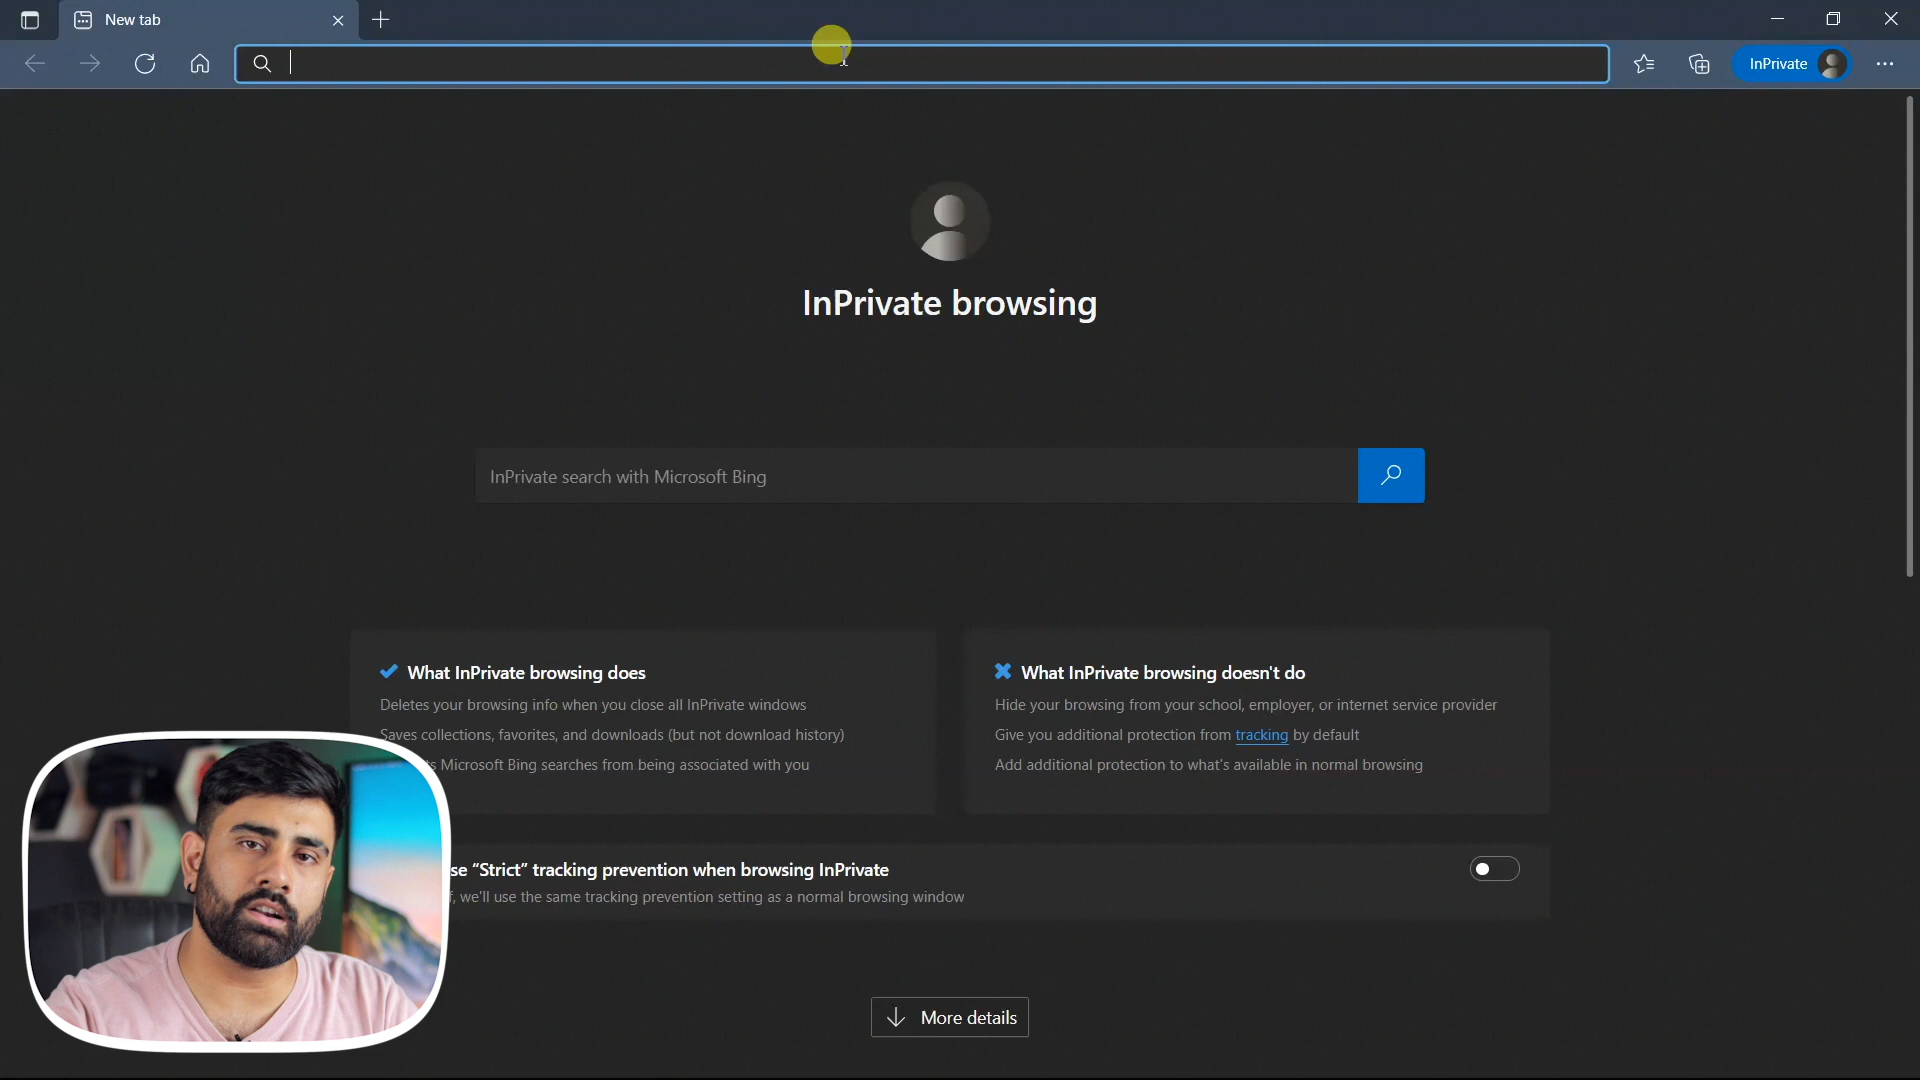 New tab
InPrivate
InPrivate browsing
InPrivate search with Microsoft Bing
What InPrivate browsing does
Deletes your browsing info when you close all InPrivate windows
Saves collections, favorites, and downloads (but not download history)
Microsoft Bing searches from being associated with you
What InPrivate browsing doesn't do
Hide your browsing from your school, employer, or internet service provider
Give you additional protection from tracking by default
Add additional protection to what's available in normal browsing
se “Strict” tracking prevention when browsing InPrivate
we'll use the same tracking prevention setting as a normal browsing window
More details